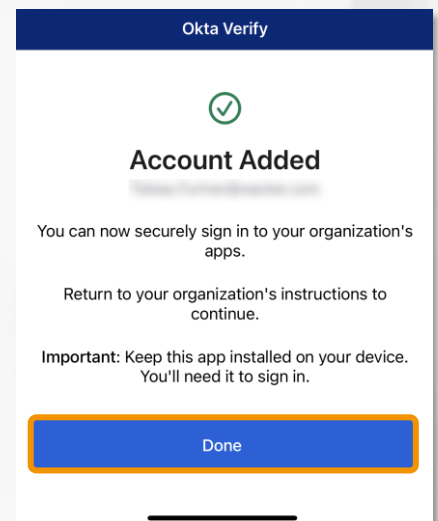 Okta Verify
Account Added
You can now securely sign in to your organization's
apps.
Return to your organization's instructions to
continue.
Important: Keep this app installed on your device.
You'll need it to sign in.
Done